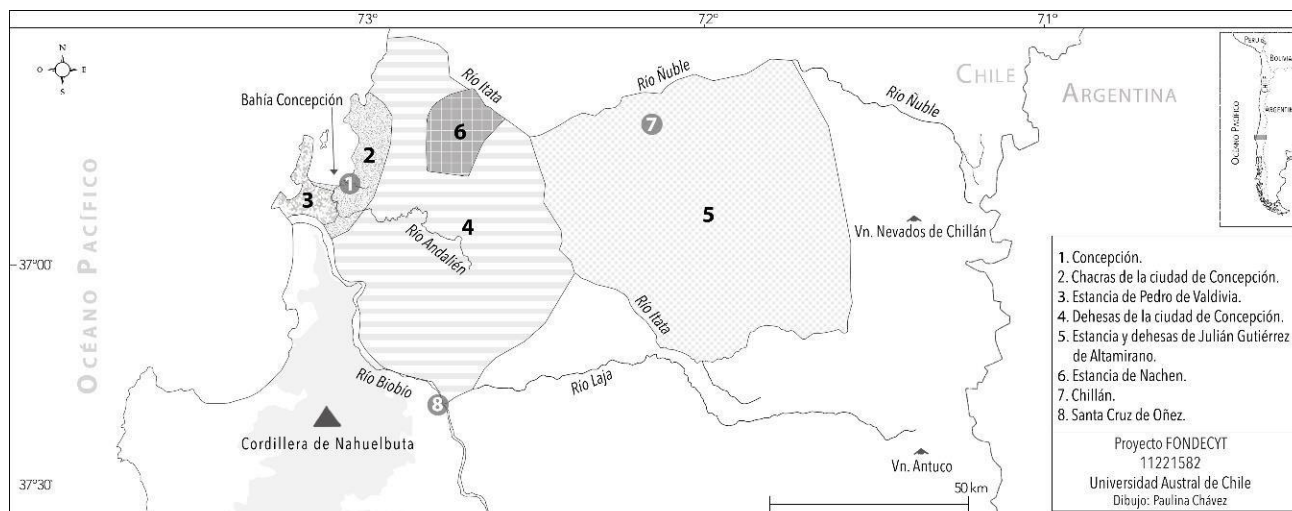 73°
72°
71°
N
O
E
S
Bahía Concepción
Río Itata
Río Ñuble
Río Ñuble
CHILE
ARGENTINA
PERÚ
BOLIVIA
CHILE
ARGENTINA
OCÉANO PACÍFICO
6
7
2
1
3
4
5
Río Andalién
Vn. Nevados de Chillán
OCÉANO PACÍFICO
37°00'
Río Itata
Río Biobío
Río Laja
8
Cordillera de Nahuelbuta
Vn. Antuco
37°30'
50 km
1. Concepción.
2. Chacras de la ciudad de Concepción.
3. Estancia de Pedro de Valdivia.
4. Dehesas de la ciudad de Concepción.
5. Estancia y dehesas de Julián Gutiérrez
de Altamirano.
6. Estancia de Nachen.
7. Chillán.
8. Santa Cruz de Oñez.
Proyecto FONDECYT
11221582
Universidad Austral de Chile
Dibujo: Paulina Chávez